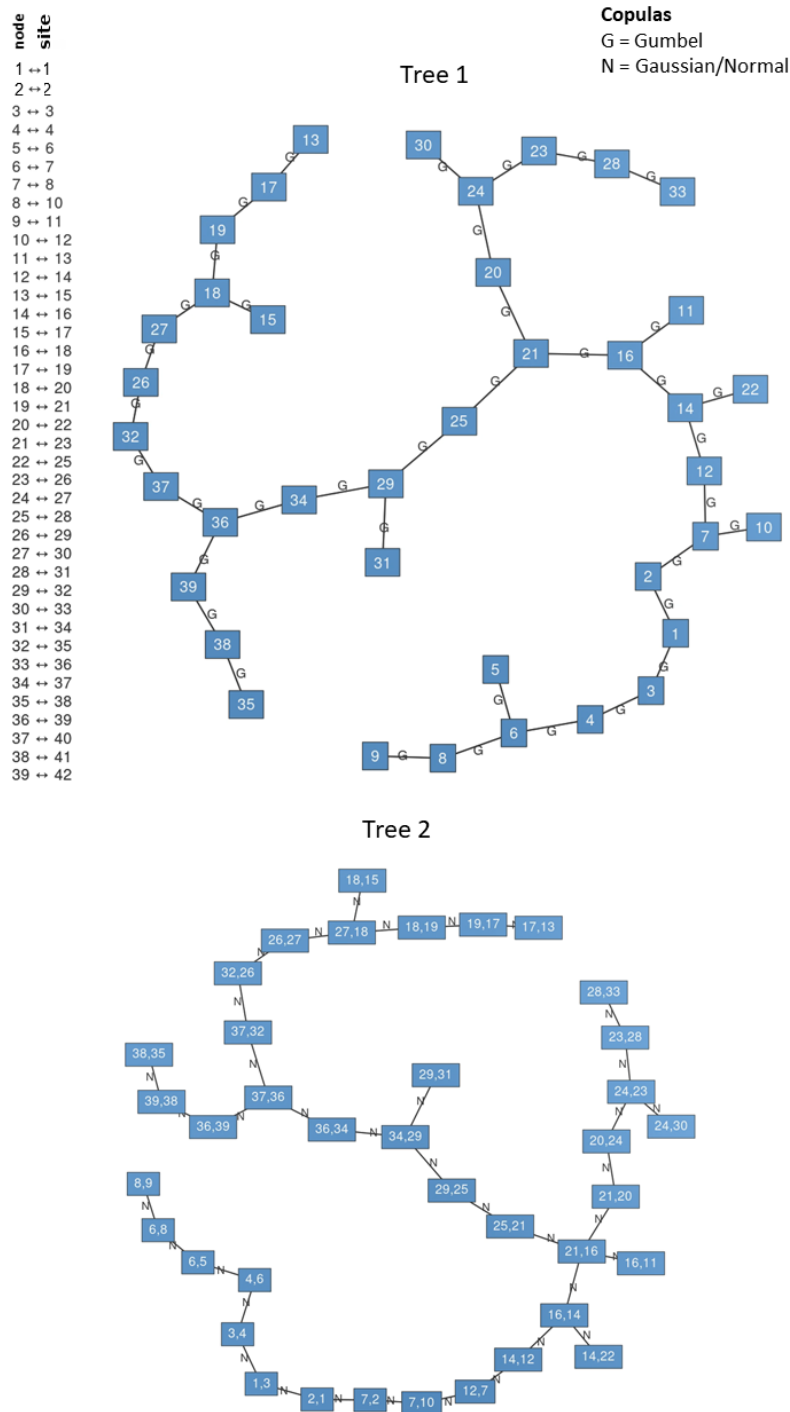 Copulas
G = Gumbel
N = Gaussian/Normal
node site
1 ↔ 1
2 ↔ 2
3 ↔ 3
4 ↔ 4
5 ↔ 6
6 ↔ 7
7 ↔ 8
8 ↔ 10
9 ↔ 11
10 ↔ 12
11 ↔ 13
12 ↔ 14
13 ↔ 15
14 ↔ 16
15 ↔ 17
16 ↔ 18
17 ↔ 19
18 ↔ 20
19 ↔ 21
20 ↔ 22
21 ↔ 23
22 ↔ 25
23 ↔ 26
24 ↔ 27
25 ↔ 28
26 ↔ 29
27 ↔ 30
28 ↔ 31
29 ↔ 32
30 ↔ 33
31 ↔ 34
32 ↔ 35
33 ↔ 36
34 ↔ 37
35 ↔ 38
36 ↔ 39
37 ↔ 40
38 ↔ 41
39 ↔ 42
Tree 1
13
G
17
G
19
G
18
G
15
G
27
G
26
G
32
G
37
G
36
G
39
G
38
G
35
G
34
G
29
G
31
G
25
G
21
G
20
G
24
G
30
G
23
G
28
G
33
G
16
G
11
G
14
G
22
G
12
G
7
G
10
G
2
G
1
G
3
G
4
G
6
G
5
G
8
G
9
Tree 2
18,15
N
27,18
N
18,19
N
19,17
N
17,13
N
26,27
N
32,26
N
37,32
N
37,36
N
36,39
N
39,38
N
38,35
N
36,34
N
34,29
N
29,31
N
29,25
N
25,21
N
21,16
N
16,11
N
21,20
N
20,24
N
24,23
N
24,30
N
23,28
N
28,33
N
16,14
N
14,22
N
14,12
N
12,7
N
7,10
N
7,2
N
2,1
N
1,3
N
3,4
N
4,6
N
6,5
N
6,8
N
8,9